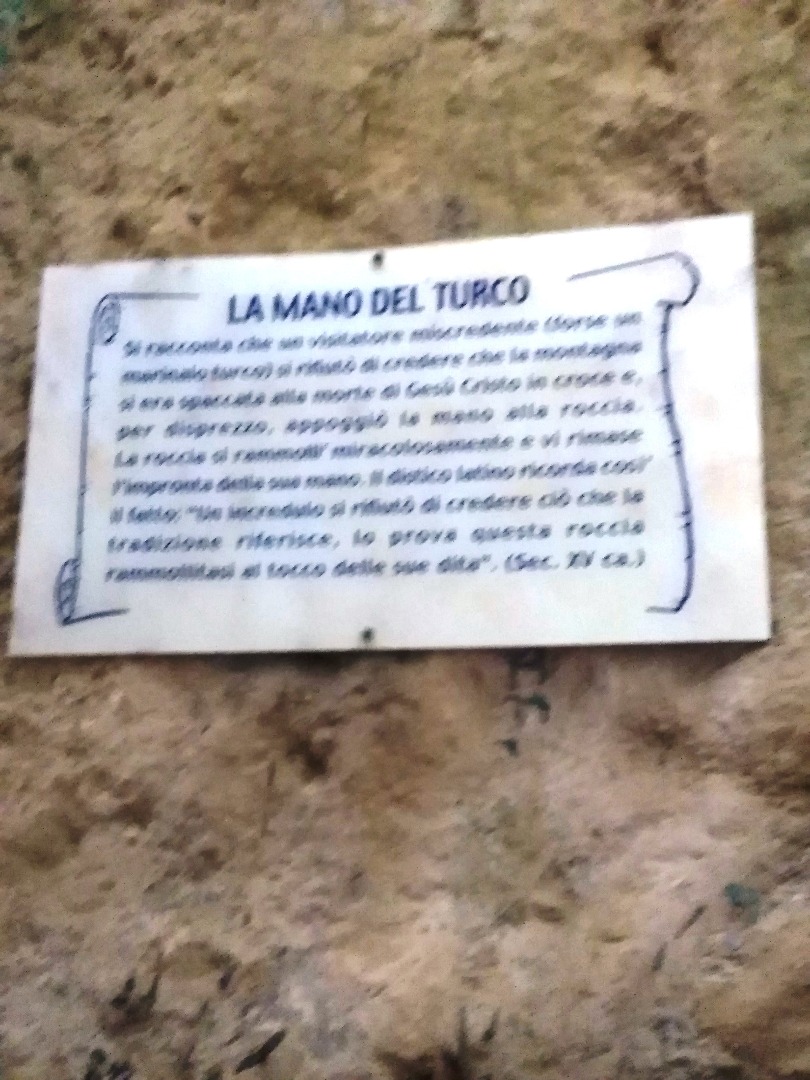 LA MANO DEL TURCO
Si racconta che un visitatore miscredente (forse un
marinaio turco) si rifiutò di credere che la montagna
si era spaccata alla morte di Gesù Cristo in croce e,
per disprezzo, appoggiò la mano alla roccia.
La roccia si rammollì' miracolosamente e vi rimase
l'impronta della sua mano. Il distico latino ricorda così'
il fatto: "Un incredulo si rifiutò di credere ciò che la
tradizione riferisce, lo prova questa roccia
rammollitasi al tocco delle sue dita". (Sec. XV ca.)